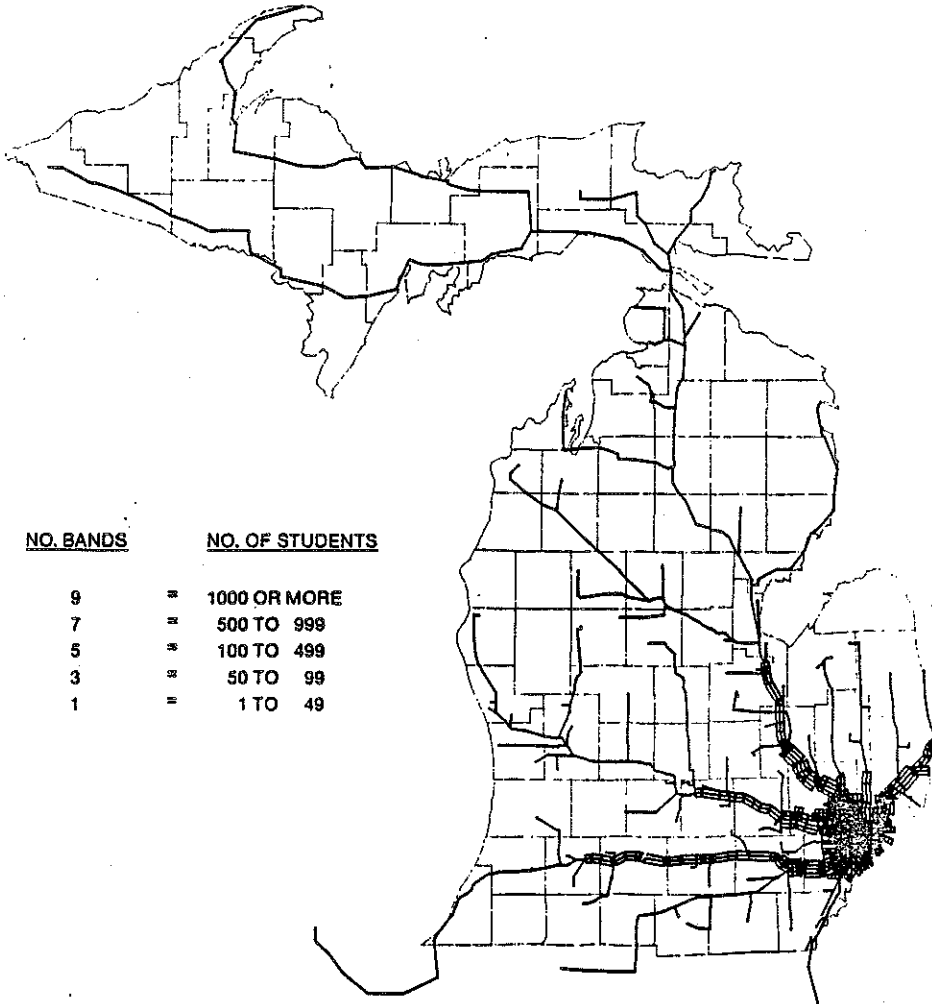 NO. BANDS NO. OF STUDENTS
9 = 1000 OR MORE
7 = 500 TO 999
5 = 100 TO 499
3 = 50 TO 99
1 = 1 TO 49